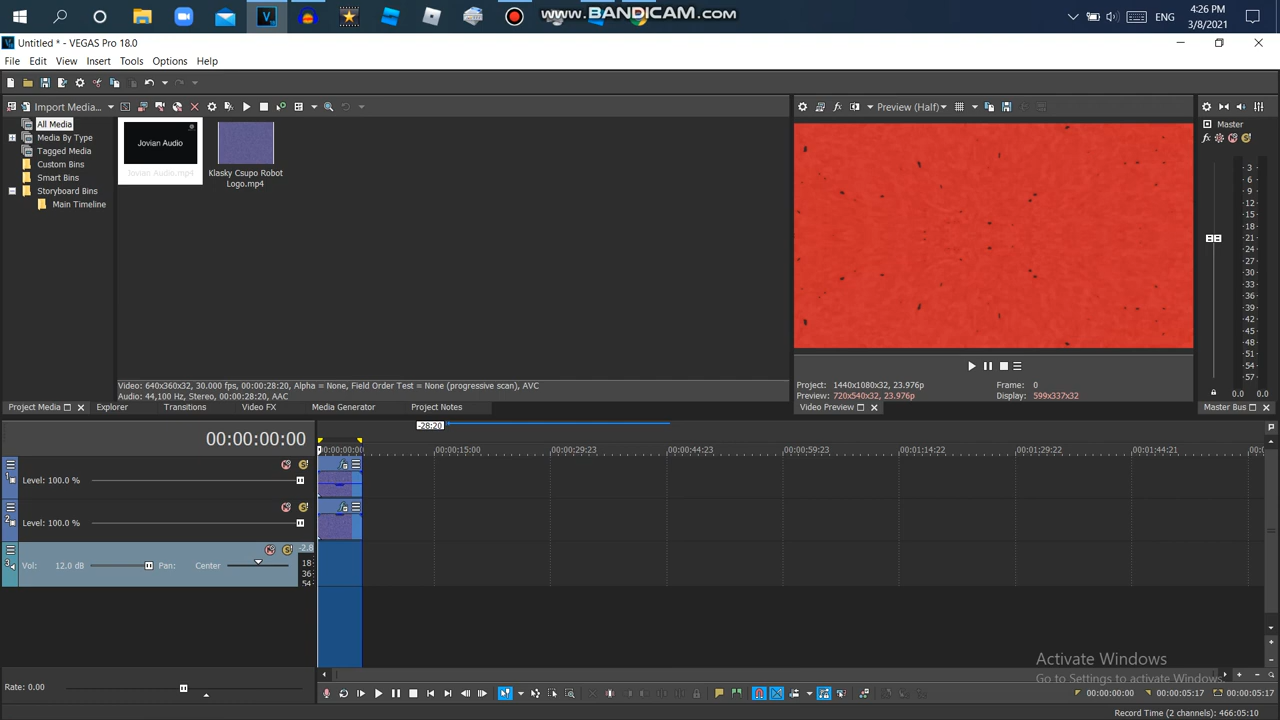 www.BANDICAM.com
ENG
4:26 PM
3/8/2021
Untitled * - VEGAS Pro 18.0
File Edit View Insert Tools Options Help
Import Media...
All Media
Media By Type
Tagged Media
Custom Bins
Smart Bins
Storyboard Bins
Main Timeline
Jovian Audio
Jovian Audio.mp4
Klasky Csupo Robot
Logo.mp4
Video: 640x360x32, 30.000 fps, 00:00:28:20, Alpha = None, Field Order Test = None (progressive scan), AVC
Audio: 44,100 Hz, Stereo, 00:00:28:20, AAC
Project Media
Explorer
Transitions
Video FX
Media Generator
Project Notes
Preview (Half)
Project: 1440x1080x32, 23.976p
Preview: 720x540x32, 23.976p
Frame: 0
Display: 599x337x32
Video Preview
Master
3
6
9
12
15
18
21
24
27
30
33
36
39
42
45
48
51
54
57
0.0 0.0
Master Bus
00:00:00:00
-28:20
00:00:00:00 00:00:15:00 00:00:29:23 00:00:44:23 00:00:59:23 00:01:14:22 00:01:29:22 00:01:44:21
1
Level: 100.0 %
2
Level: 100.0 %
3
Vol: 12.0 dB Pan: Center
-2.8
18
36
54
Rate: 0.00
Activate Windows
Go to Settings to activate Windows.
00:00:00:00 00:00:05:17 00:00:05:17
Record Time (2 channels): 466:05:10